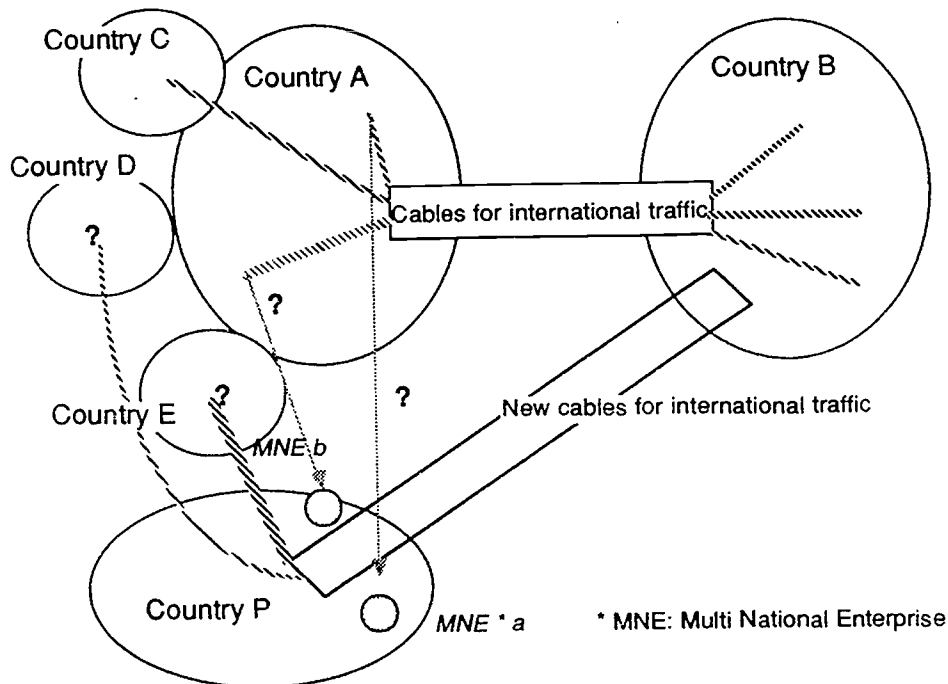 Country C
Country A
Country B
Country D
?
Cables for international traffic
?
?
?
Country E
New cables for international traffic
MNE b
Country P
MNE * a
* MNE: Multi National Enterprise